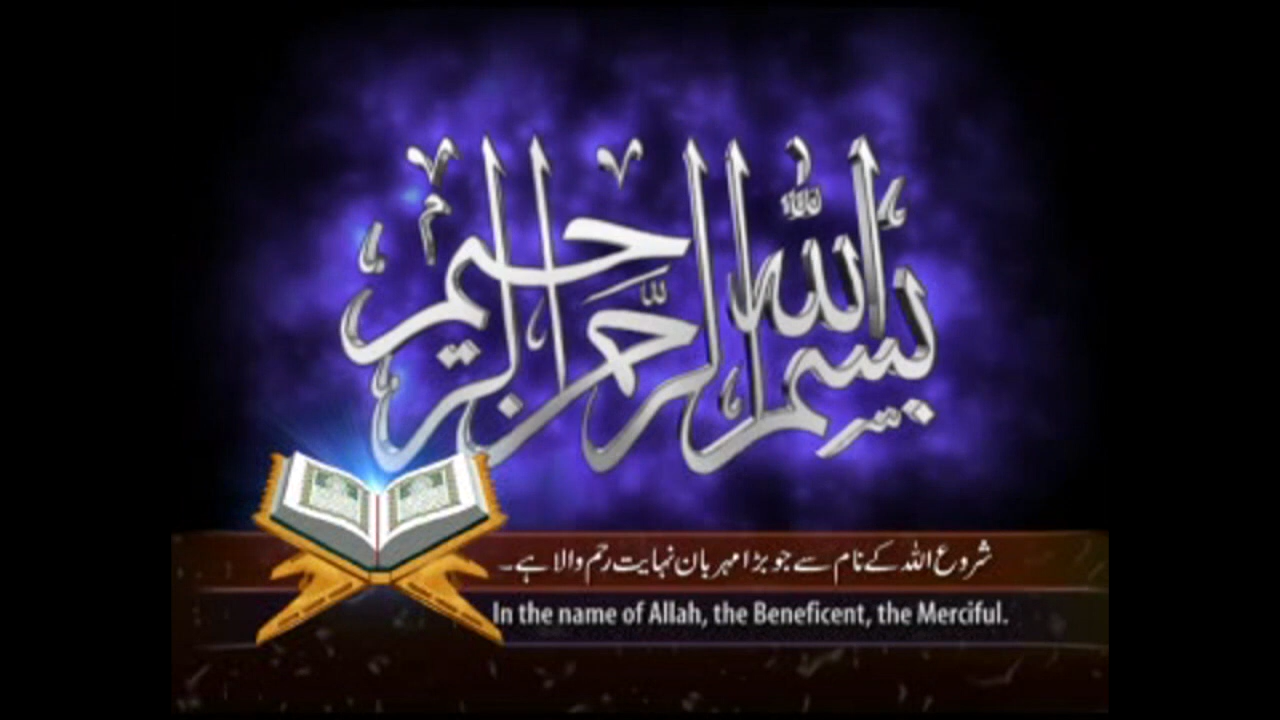 بسم الله الرحمن الرحيم
شروع اللہ کے نام سے جو بڑا مہربان نہایت رحم والا ہے۔
In the name of Allah, the Beneficent, the Merciful.